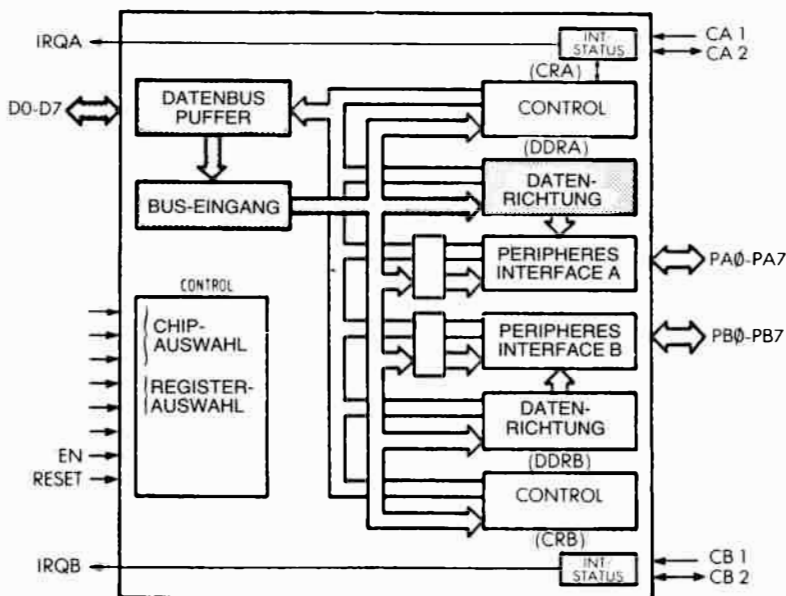 IRQA
INT-
STATUS
CA 1
CA 2
(CRA)
D0-D7
DATENBUS
PUFFER
CONTROL
(DDRA)
DATEN-
RICHTUNG
BUS-EINGANG
PERIPHERES
INTERFACE A
PAØ-PA7
CONTROL
CHIP-
AUSWAHL
PERIPHERES
INTERFACE B
PBØ-PB7
REGISTER-
AUSWAHL
DATEN-
RICHTUNG
EN
(DDRB)
RESET
CONTROL
(CRB)
IRQB
INT-
STATUS
CB 1
CB 2